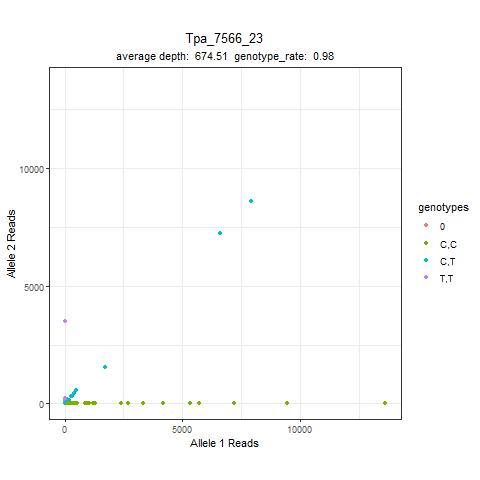 Tpa_7566_23
average depth:  674.51  genotype_rate:  0.98
10000
5000
0
Allele 2 Reads
0
5000
10000
Allele 1 Reads
genotypes
0
C,C
C,T
T,T